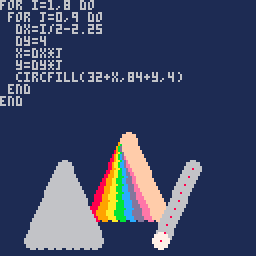 FOR I=1,8 DO
FOR J=0,9 DO
DX=I/2-2.25
DY=4
X=DX*J
Y=DY*J
CIRCFILL(32+X,84+Y,4)
END
END